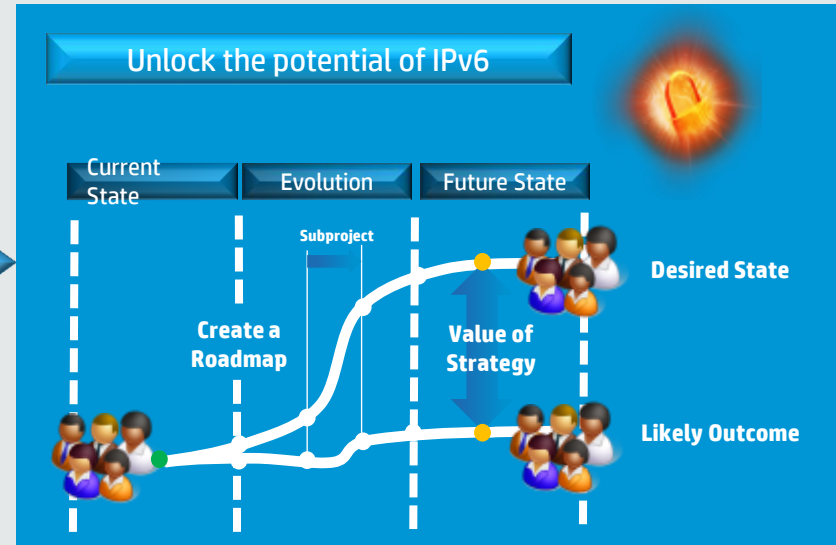 Unlock the potential of IPv6
Current
State
Evolution
Future State
Subproject
Desired State
Create a
Roadmap
Value of
Strategy
Likely Outcome